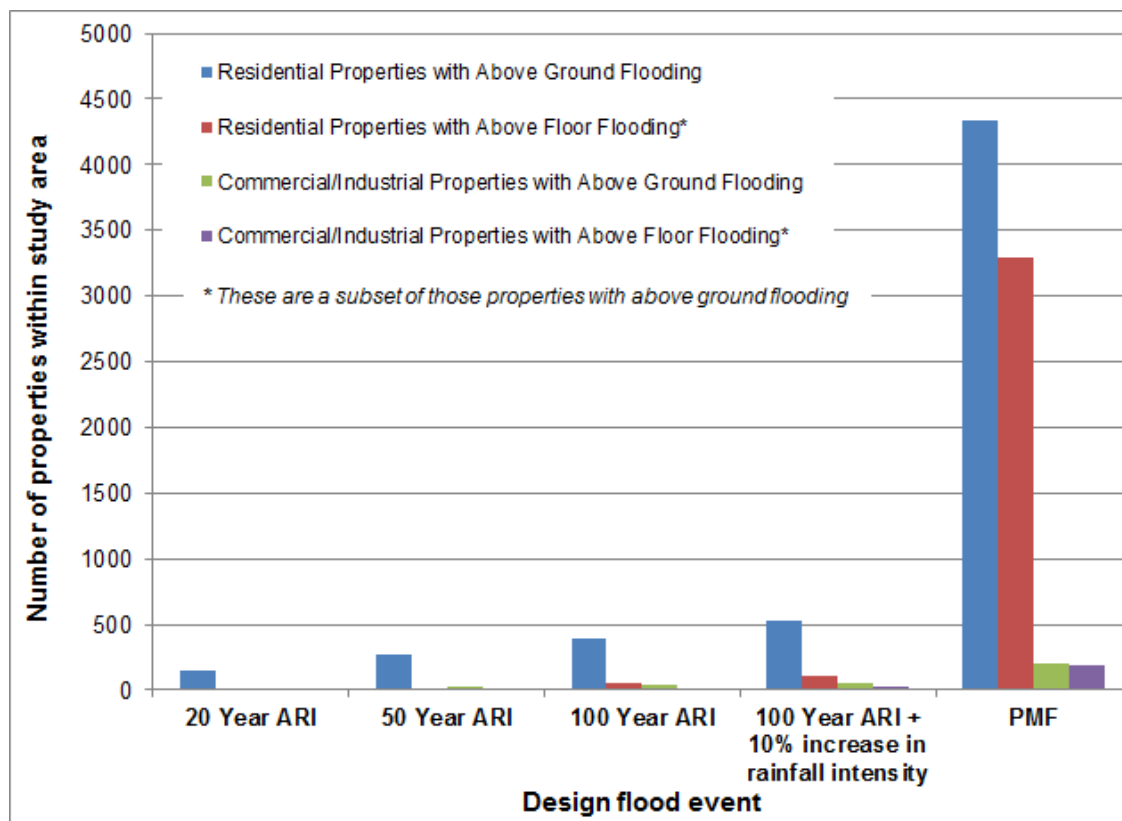 Number of properties within study area
5000
4500
4000
3500
3000
2500
2000
1500
1000
500
0
Residential Properties with Above Ground Flooding
Residential Properties with Above Floor Flooding*
Commercial/Industrial Properties with Above Ground Flooding
Commercial/Industrial Properties with Above Floor Flooding*
* These are a subset of those properties with above ground flooding
20 Year ARI
50 Year ARI
100 Year ARI
100 Year ARI +
10% increase in
rainfall intensity
PMF
Design flood event